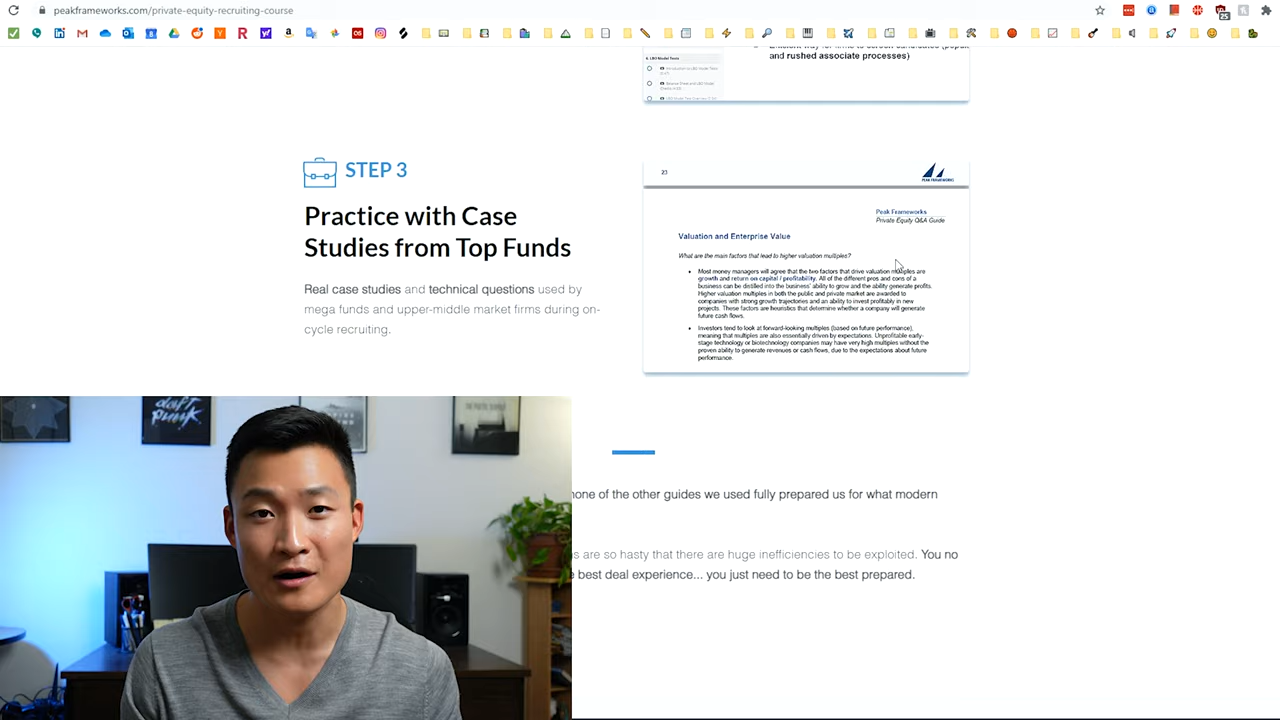 peakframeworks.com/private-equity-recruiting-course
25
6. LBO Model Tests
and rushed associate processes)
STEP 3
Practice with Case
Studies from Top Funds
Real case studies and technical questions used by
mega funds and upper-middle market firms during on-
cycle recruiting.
23
PEAK FRAMEWORKS
Peak Frameworks
Private Equity Q&A Guide
Valuation and Enterprise Value
What are the main factors that lead to higher valuation multiples?
• Most money managers will agree that the two factors that drive valuation multiples are
growth and return on capital / profitability. All of the different pros and cons of a
business can be distilled into the business' ability to grow and the ability generate profits.
Higher valuation multiples in both the public and private market are awarded to
companies with strong growth trajectories and an ability to invest profitably in new
projects. These factors are heuristics that determine whether a company will generate
future cash flows.
• Investors tend to look at forward-looking multiples (based on future performance),
meaning that multiples are also essentially driven by expectations. Unprofitable early-
stage technology or biotechnology companies may have very high multiples without the
proven ability to generate revenues or cash flows, due to the expectations about future
performance.
daft
punk
none of the other guides we used fully prepared us for what modern
are so hasty that there are huge inefficiencies to be exploited. You no
best deal experience... you just need to be the best prepared.